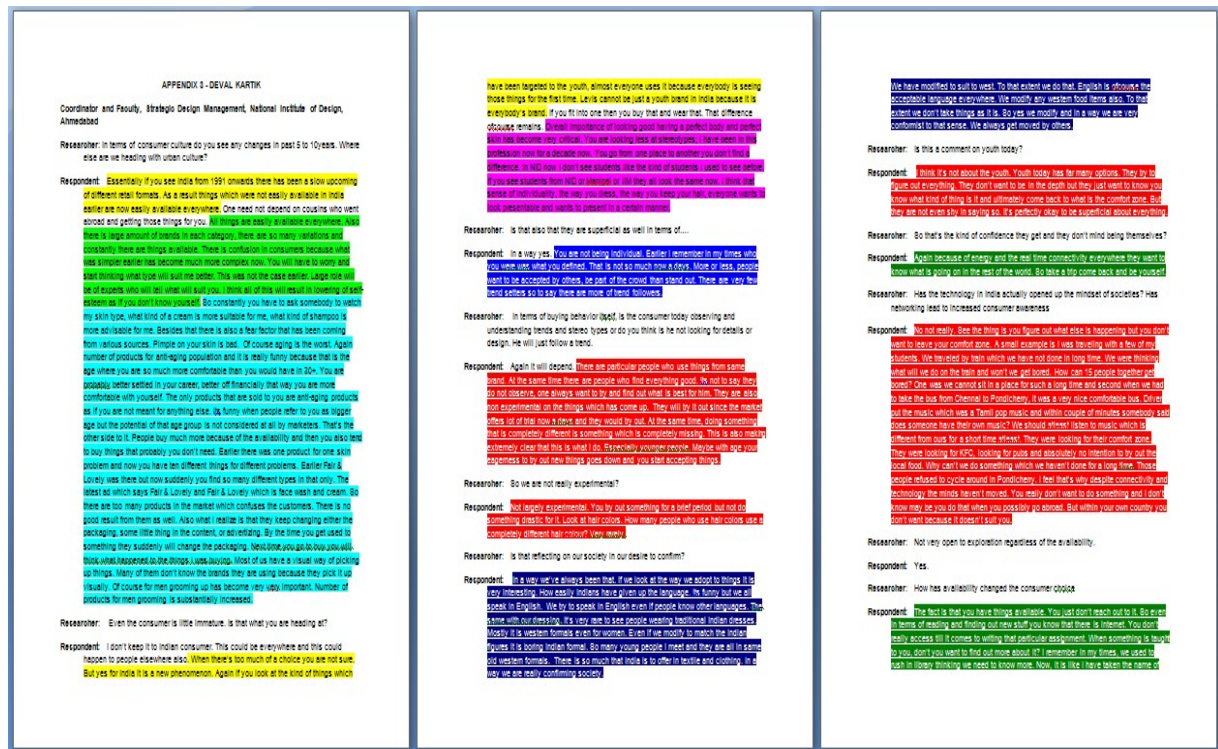 APPENDIX 8 - DEVAL KARTIK
Coordinator and Faculty, Strategic Design Management, National Institute of Design,
Ahmedabad
Researcher: In terms of consumer culture do you see any changes in past 5 to 10years. Where
else are we heading with urban culture?
Respondent: Essentially if you see India from 1991 onwards there has been a slow upcoming
of different retail formats. As a result things which were not easily available in India
earlier are now easily available everywhere. One need not depend on cousins who
went abroad and getting those things for you. All things are easily available everywhere. Also
there is large amount of brands in each category, there are so many variations and
constantly there are things available. There is confusion in consumers because what
was simpler earlier has become much more complex now. You will have to worry and
start thinking what type will suit me better. This was not the case earlier. Large role will
be of experts who will tell what will suit you. I think all of this will result in lowering of self-
esteem as if you don't know yourself. So constantly you have to ask somebody to watch
my skin type, what kind of a cream is more suitable for me, what kind of shampoo is
more advisable for me. Besides that there is also a fear factor that has been coming
from various sources. Pimple on your skin is bad. Of course aging is the worst. Again
number of products for anti-aging population and it is really funny because that is the
age where you are so much more comfortable than you would have in 30+. You are
probably better settled in your career, better off financially that way you are more
comfortable with yourself. The only products that are sold to you are anti-aging products
as if you are not meant for anything else. Its funny when people refer to you as bigger
age but the potential of that age group is not considered at all by marketers. That's the
other side to it. People buy much more because of the availability and then you also tend
to buy things that probably you don't need. Earlier there was one product for one skin
problem and now you have ten different things for different problems. Earlier Fair &
Lovely was there but now suddenly you find so many different types in that only. The
latest ad which says Fair & Lovely and Fair & Lovely which is face wash and cream. So
there are too many products in the market which confuses the customers. There is no
good result from them as well. Also what I realize is that they keep changing either the
packaging, some little thing in the content, or advertizing. By the time you get used to
something they suddenly will change the packaging. Next time you go to buy you will
think what happened to the things I was buying. Most of us have a visual way of picking
up things. Many of them don't know the brands they are using because they pick it up
visually. Of course for men grooming up has become very very important. Number of
products for men grooming is substantially increased.
Researcher: Even the consumer is little immature. Is that what you are heading at?
Respondent: I don't keep it to Indian consumer. This could be everywhere and this could
happen to people elsewhere also. When there's too much of a choice you are not sure.
But yes for India it is a new phenomenon. Again if you look at the kind of things which
have been targeted to the youth, almost everyone uses it because everybody is seeing
those things for the first time. Levis cannot be just a youth brand in India because it is
everybody's brand. If you fit into one then you buy that and wear that. That difference
ofcouse remains. Overall importance of looking good having a perfect body and perfect
skin has become very critical. You are looking less at stereotypes, I have been in this
profession now for a decade now. You go from one place to another you don't find a
difference. In NID now I don't see students like the kind of students I used to see before.
If you see students from NID or Manipal or IIM they all look the same now. I think that
sense of individuality, the way you dress, the way you keep your hair, everyone wants to
look presentable and wants to present in a certain manner.
Researcher: Is that also that they are superficial as well in terms of....
Respondent: In a way yes. You are not being individual. Earlier I remember in my times who
you were was what you defined. That is not so much now a days. More or less, people
want to be accepted by others, be part of the crowd than stand out. There are very few
trend setters so to say there are more of trend followers.
Researcher: In terms of buying behavior itself, is the consumer today observing and
understanding trends and stereo types or do you think is he not looking for details or
design. He will just follow a trend.
Respondent: Again it will depend. There are particular people who use things from same
brand. At the same time there are people who find everything good. Its not to say they
do not observe, one always want to try and find out what is best for him. They are also
non experimental on the things which has come up. They will try it out since the market
offers lot of trial now a days and they would try out. At the same time, doing something
that is completely different is something which is completely missing. This is also making
extremely clear that this is what I do. Especially younger people. Maybe with age your
eagerness to try out new things goes down and you start accepting things.
Researcher: So we are not really experimental?
Respondent: Not largely experimental. You try out something for a brief period but not do
something drastic for it. Look at hair colors. How many people who use hair colors use a
completely different hair colour? Very rarely.
Researcher: Is that reflecting on our society in our desire to confirm?
Respondent: In a way we've always been that. If we look at the way we adopt to things it is
very interesting. How easily Indians have given up the language. Its funny but we all
speak in English. We try to speak in English even if people know other languages. The
same with our dressing. It's very rare to see people wearing traditional Indian dresses.
Mostly it is western formals even for women. Even if we modify to match the Indian
figures it is boring Indian formal. So many young people I meet and they are all in same
old western formals. There is so much that India is to offer in textile and clothing. In a
way we are really confirming society.
We have modified to suit to west. To that extent we do that. English is ofcourse the
acceptable language everywhere. We modify any western food items also. To that
extent we don't take things as it is. So yes we modify and in a way we are very
conformist to that sense. We always get moved by others.
Researcher: Is this a comment on youth today?
Respondent: I think it's not about the youth. Youth today has far many options. They try to
figure out everything. They don't want to be in the depth but they just want to know you
know what kind of thing is it and ultimately come back to what is the comfort zone. But
they are not even shy in saying so. It's perfectly okay to be superficial about everything.
Researcher: So that's the kind of confidence they get and they don't mind being themselves?
Respondent: Again because of energy and the real time connectivity everywhere they want to
know what is going on in the rest of the world. So take a trip come back and be yourself.
Researcher: Has the technology in India actually opened up the mindset of societies? Has
networking lead to increased consumer awareness
Respondent: No not really. See the thing is you figure out what else is happening but you don't
want to leave your comfort zone. A small example is I was traveling with a few of my
students. We traveled by train which we have not done in long time. We were thinking
what will we do on the train and won't we get bored. How can 15 people together get
bored? One was we cannot sit in a place for such a long time and second when we had
to take the bus from Chennai to Pondicherry, it was a very nice comfortable bus. Driver
put the music which was a Tamil pop music and within couple of minutes somebody said
does someone have their own music? We should atleast listen to music which is
different from ours for a short time atleast. They were looking for their comfort zone.
They were looking for KFC, looking for pubs and absolutely no intention to try out the
local food. Why can't we do something which we haven't done for a long time. Those
people refused to cycle around in Pondicherry. I feel that's why despite connectivity and
technology the minds haven't moved. You really don't want to do something and I don't
know may be you do that when you possibly go abroad. But within your own country you
don't want because it doesn't suit you.
Researcher: Not very open to exploration regardless of the availability.
Respondent: Yes.
Researcher: How has availability changed the consumer choice
Respondent: The fact is that you have things available. You just don't reach out to it. So even
in terms of reading and finding out new stuff you know that there is internet. You don't
really access till it comes to writing that particular assignment. When something is taught
to you, don't you want to find out more about it? I remember in my times, we used to
rush in library thinking we need to know more. Now, it is like I have taken the name of